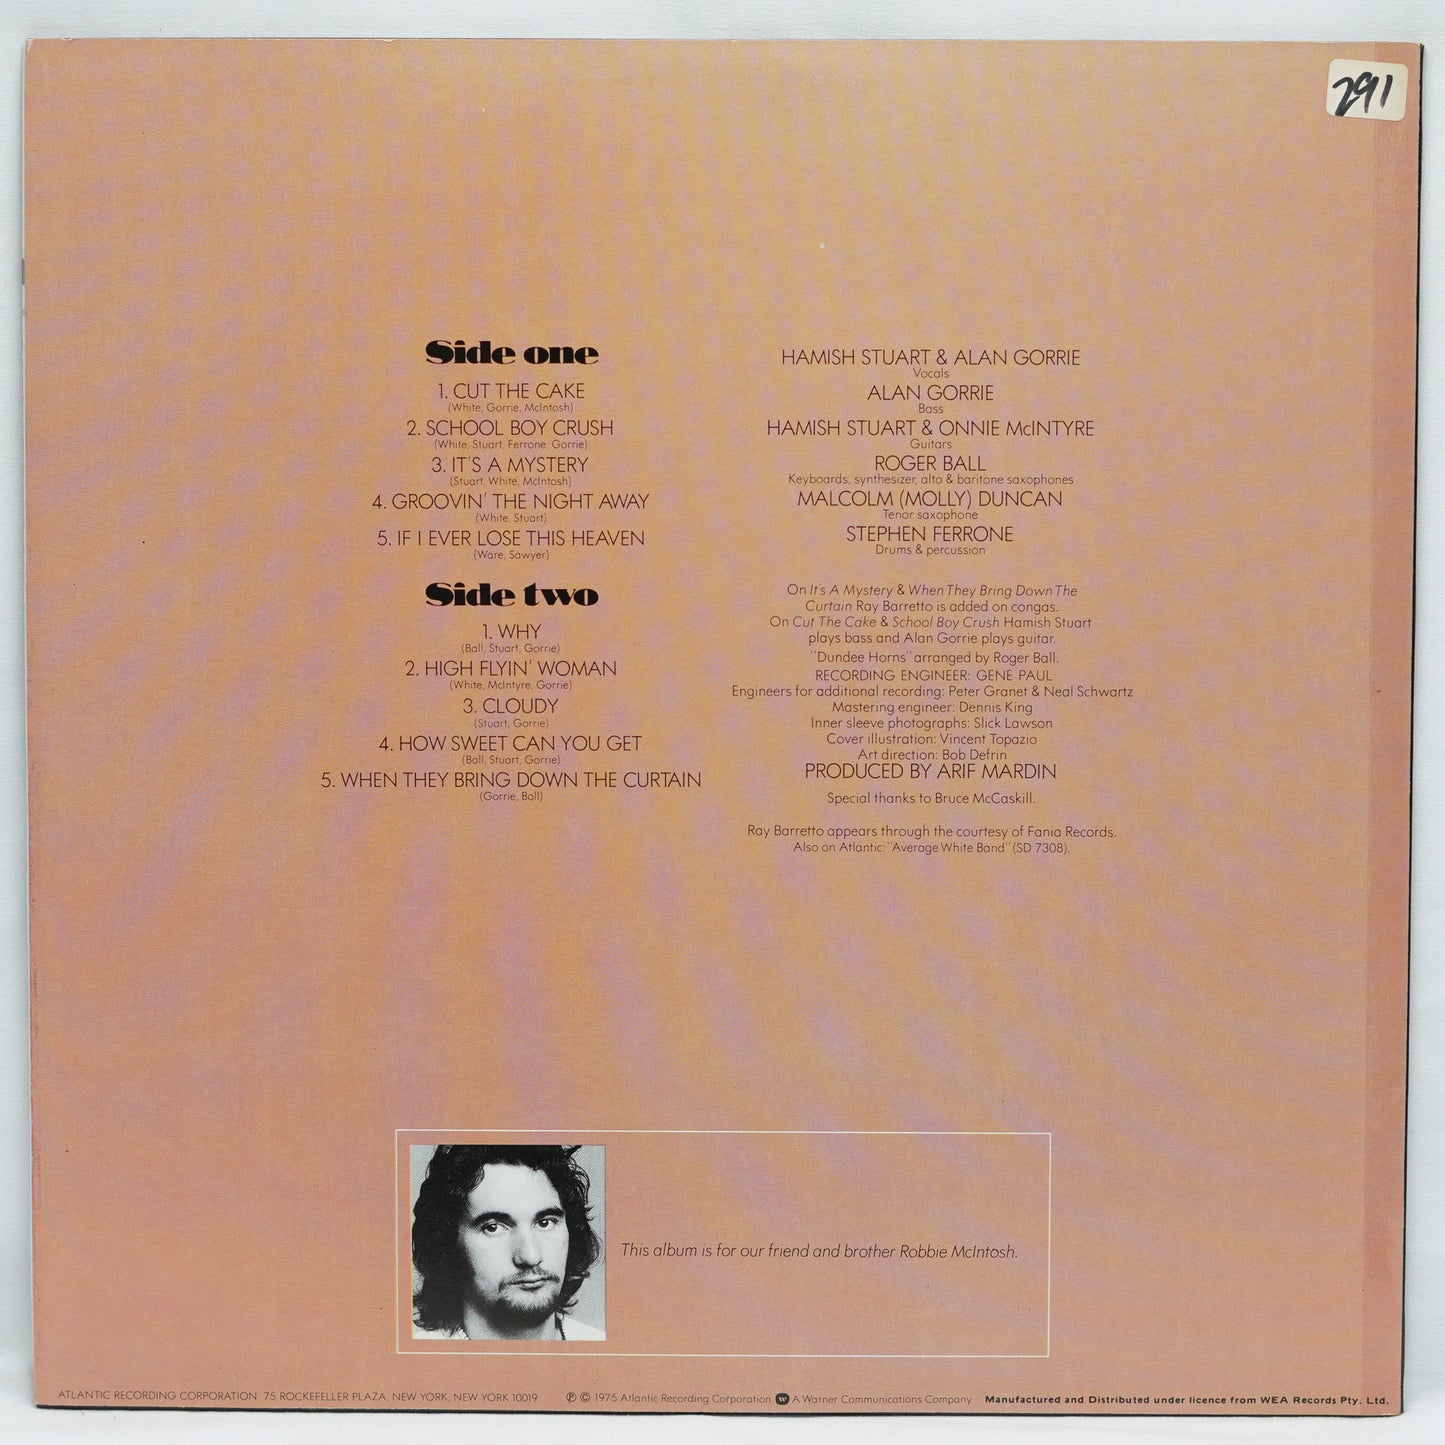 291
Side one
1. CUT THE CAKE
(White, Gorrie, McIntosh)
2. SCHOOL BOY CRUSH
(White, Stuart, Ferrone, Gorrie)
3. IT'S A MYSTERY
(Stuart, White, McIntosh)
4. GROOVIN' THE NIGHT AWAY
(White, Stuart)
5. IF I EVER LOSE THIS HEAVEN
(Ware, Sawyer)
Side two
1. WHY
(Ball, Stuart, Gorrie)
2. HIGH FLYIN' WOMAN
(White, McIntyre, Gorrie)
3. CLOUDY
(Stuart, Gorrie)
4. HOW SWEET CAN YOU GET
(Ball, Stuart, Gorrie)
5. WHEN THEY BRING DOWN THE CURTAIN
(Gorrie, Ball)
HAMISH STUART & ALAN GORRIE
Vocals
ALAN GORRIE
Bass
HAMISH STUART & ONNIE McINTYRE
Guitars
ROGER BALL
Keyboards, synthesizer, alto & baritone saxophones
MALCOLM (MOLLY) DUNCAN
Tenor saxophone
STEPHEN FERRONE
Drums & percussion
On It's A Mystery & When They Bring Down The
Curtain Ray Barretto is added on congas.
On Cut The Cake & School Boy Crush Hamish Stuart
plays bass and Alan Gorrie plays guitar.
"Dundee Horns" arranged by Roger Ball.
RECORDING ENGINEER: GENE PAUL
Engineers for additional recording: Peter Granet & Neal Schwartz
Mastering engineer: Dennis King
Inner sleeve photographs: Slick Lawson
Cover illustration: Vincent Topazio
Art direction: Bob Defrin
PRODUCED BY ARIF MARDIN
Special thanks to Bruce McCaskill.
Ray Barretto appears through the courtesy of Fania Records.
Also on Atlantic: "Average White Band" (SD 7308).
This album is for our friend and brother Robbie McIntosh.
ATLANTIC RECORDING CORPORATION 75 ROCKEFELLER PLAZA, NEW YORK, NEW YORK 10019 ℗ © 1975 Atlantic Recording Corporation W A Warner Communications Company Manufactured and Distributed under licence from WEA Records Pty. Ltd.